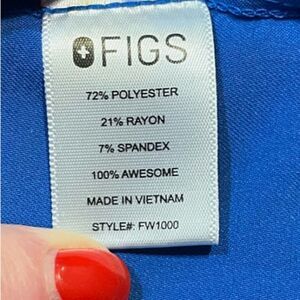 FIGS
72% POLYESTER
21% RAYON
7% SPANDEX
100% AWESOME
MADE IN VIETNAM
STYLE#: FW1000